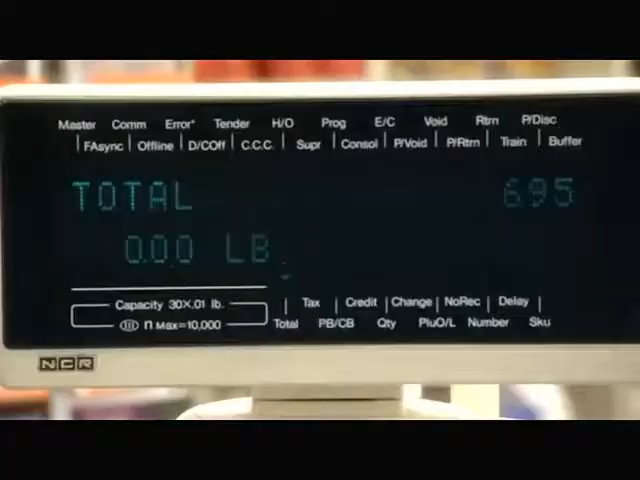 Master Comm Error* Tender H/O Prog E/C Void Rtrn P/Disc
FAsync Offline D/COff C.C.C. Supr Consol P/Void P/Rtrn Train Buffer
TOTAL 695
0.00 LB
Capacity 30X.01 lb. Tax Credit Change NoRec Delay
III n Max=10,000 Total PB/CB Qty PluO/L Number Sku
NCR